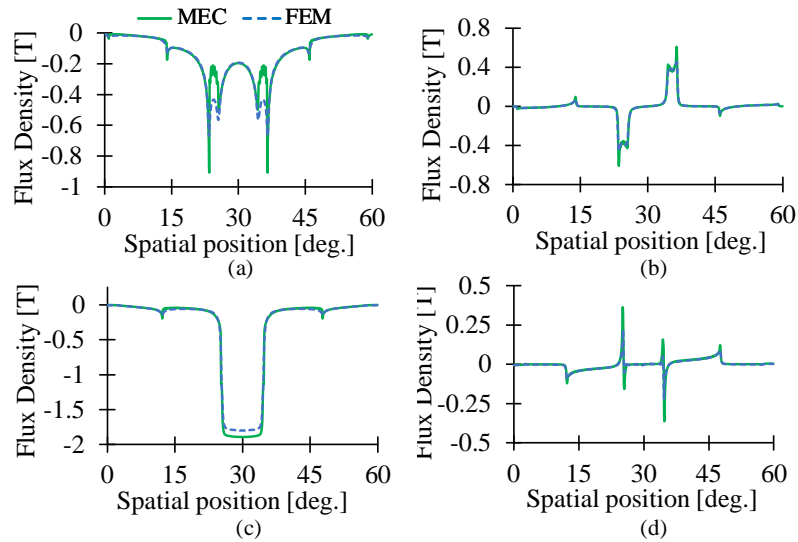 MEC FEM
Flux Density [T]
0
-0.2
-0.4
-0.6
-0.8
-1
0 15 30 45 60
Spatial position [deg.]
(a)
Flux Density [T]
0.8
0.4
0
-0.4
-0.8
0 15 30 45 60
Spatial position [deg.]
(b)
Flux Density [T]
0
-0.5
-1
-1.5
-2
0 15 30 45 60
Spatial position [deg.]
(c)
Flux Density [T]
0.5
0.25
0
-0.25
-0.5
0 15 30 45 60
Spatial position [deg.]
(d)